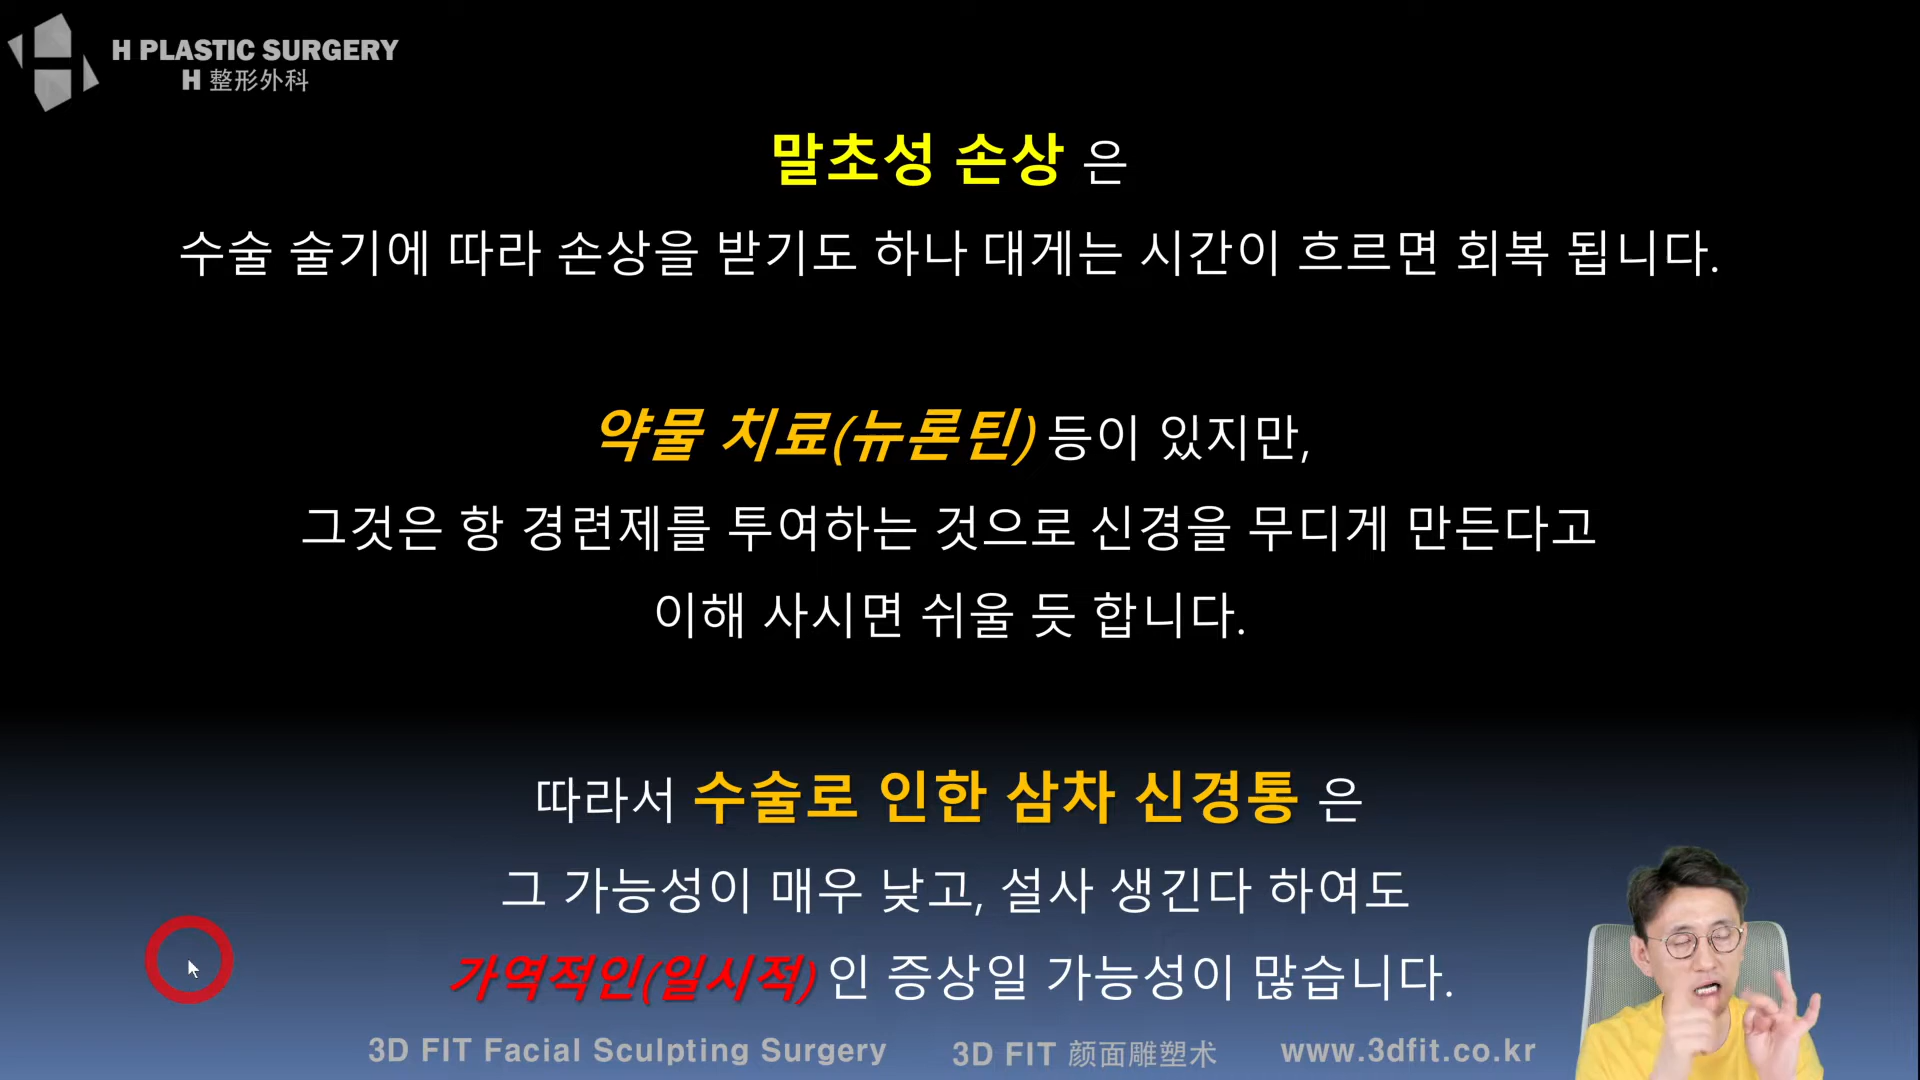 H PLASTIC SURGERY
H 整形外科
말초성 손상 은
수술 술기에 따라 손상을 받기도 하나 대게는 시간이 흐르면 회복 됩니다.
약물 치료(뉴론틴) 등이 있지만,
그것은 항 경련제를 투여하는 것으로 신경을 무디게 만든다고
이해 사시면 쉬울 듯 합니다.
따라서 수술로 인한 삼차 신경통 은
그 가능성이 매우 낮고, 설사 생긴다 하여도
가역적인(일시적) 인 증상일 가능성이 많습니다.
3D FIT Facial Sculpting Surgery 3D FIT 颜面雕塑术 www.3dfit.co.kr